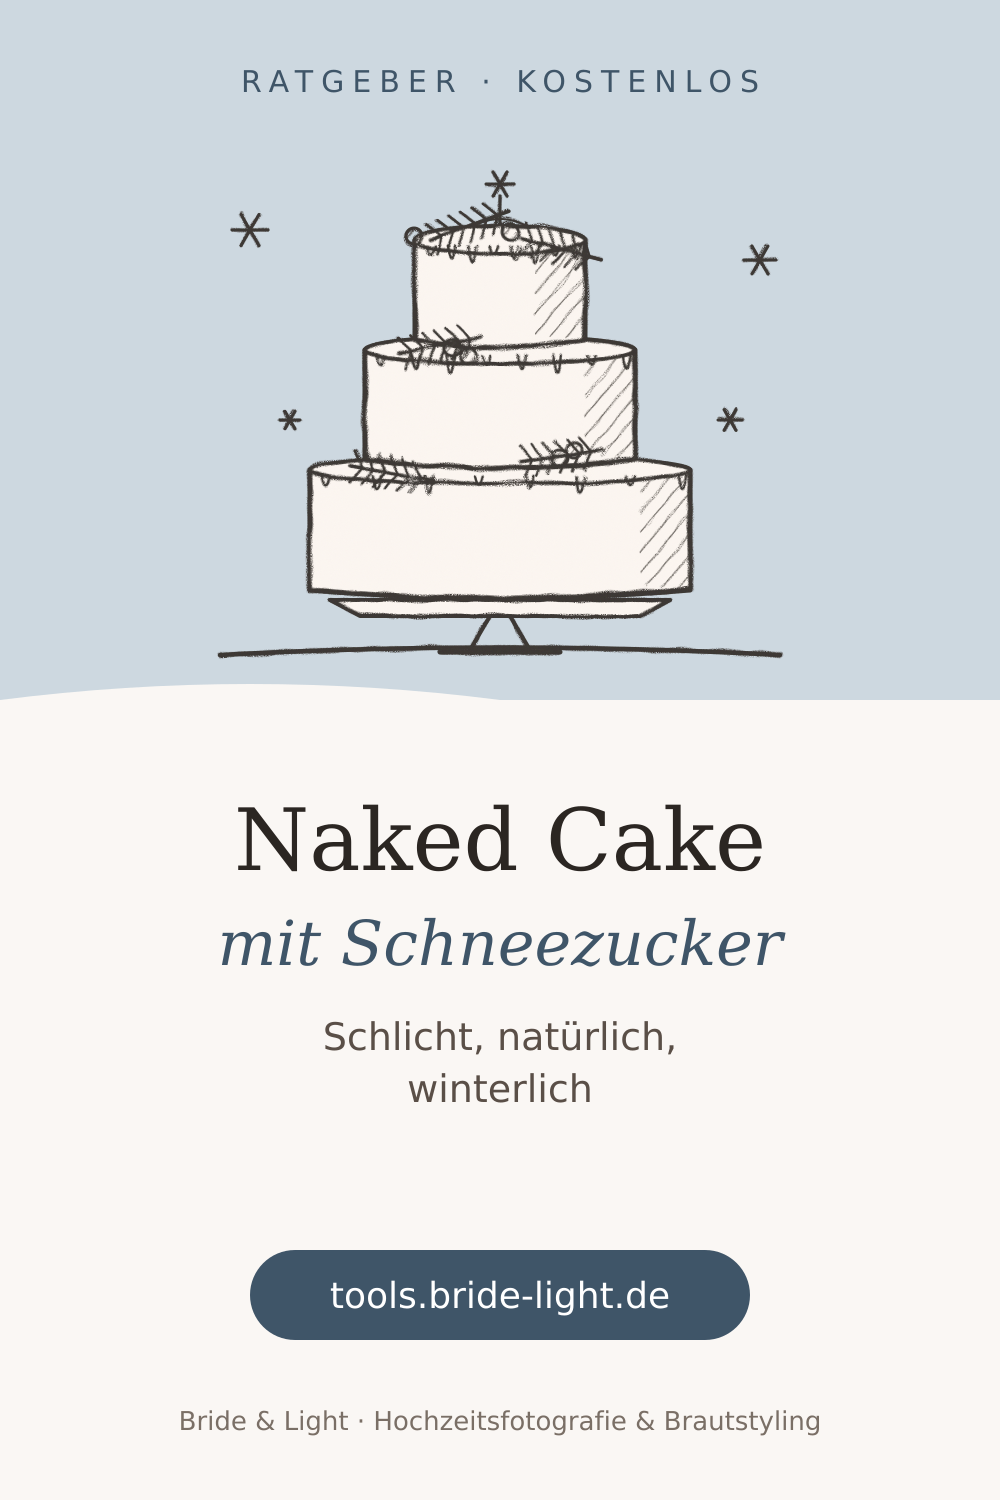 RATGEBER · KOSTENLOS
Naked Cake
mit Schneezucker
Schlicht, natürlich,
winterlich
tools.bride-light.de
Bride & Light · Hochzeitsfotografie & Brautstyling